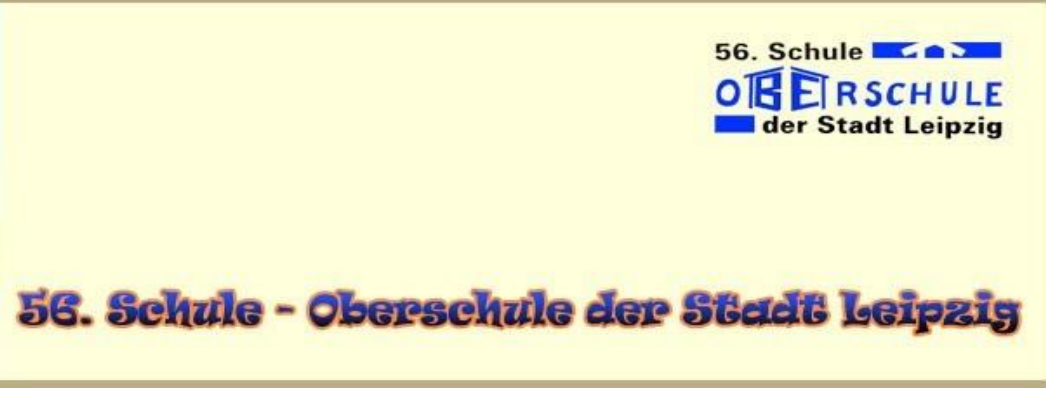 56. Schule
OBERSCHULE
der Stadt Leipzig
56. Schule - Oberschule der Stadt Leipzig